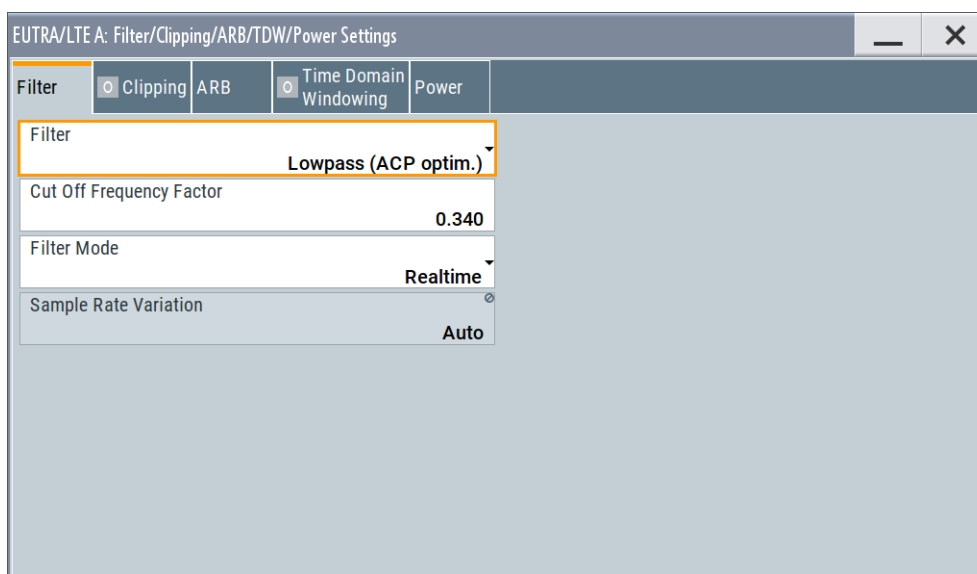 EUTRA/LTE A: Filter/Clipping/ARB/TDW/Power Settings
Filter
O Clipping
ARB
O Time Domain
Windowing
Power
Filter
Lowpass (ACP optim.)
Cut Off Frequency Factor
0.340
Filter Mode
Realtime
Sample Rate Variation
Auto